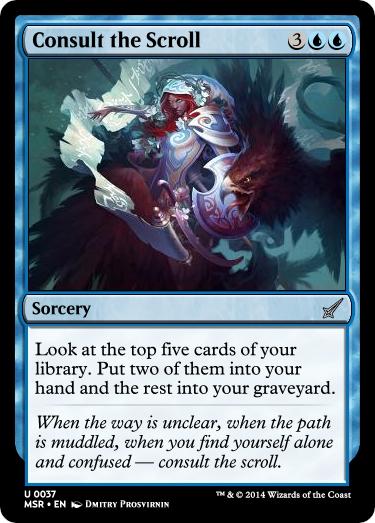 Consult the Scroll 3
Sorcery
Look at the top five cards of your
library. Put two of them into your
hand and the rest into your graveyard.
When the way is unclear, when the path
is muddled, when you find yourself alone
and confused — consult the scroll.
U 0037
MSR • EN Dmitry Prosvirnin
™ & © 2014 Wizards of the Coast